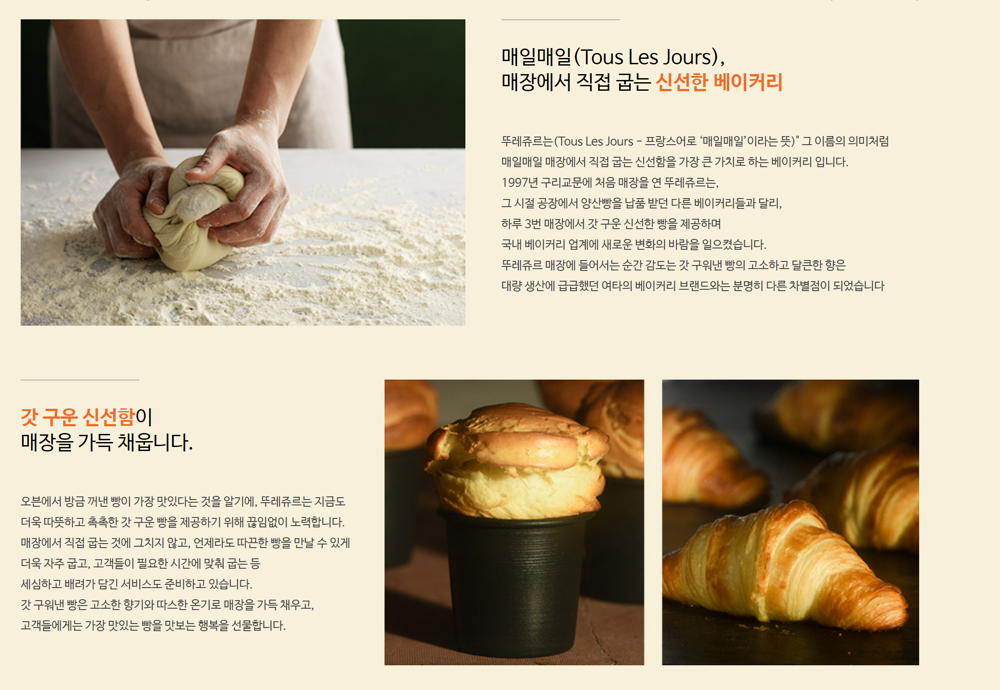 매일매일(Tous Les Jours),
매장에서 직접 굽는 신선한 베이커리
뚜레쥬르는(Tous Les Jours - 프랑스어로 ‘매일매일’이라는 뜻)" 그 이름의 의미처럼
매일매일 매장에서 직접 굽는 신선함을 가장 큰 가치로 하는 베이커리 입니다.
1997년 구리교문에 처음 매장을 연 뚜레쥬르는,
그 시절 공장에서 양산빵을 납품 받던 다른 베이커리들과 달리,
하루 3번 매장에서 갓 구운 신선한 빵을 제공하며
국내 베이커리 업계에 새로운 변화의 바람을 일으켰습니다.
뚜레쥬르 매장에 들어서는 순간 감도는 갓 구워낸 빵의 고소하고 달큰한 향은
대량 생산에 급급했던 여타의 베이커리 브랜드와는 분명히 다른 차별점이 되었습니다
갓 구운 신선함이
매장을 가득 채웁니다.
오븐에서 방금 꺼낸 빵이 가장 맛있다는 것을 알기에, 뚜레쥬르는 지금도
더욱 따뜻하고 촉촉한 갓 구운 빵을 제공하기 위해 끊임없이 노력합니다.
매장에서 직접 굽는 것에 그치지 않고, 언제라도 따끈한 빵을 만날 수 있게
더욱 자주 굽고, 고객들이 필요한 시간에 맞춰 굽는 등
세심하고 배려가 담긴 서비스도 준비하고 있습니다.
갓 구워낸 빵은 고소한 향기와 따스한 온기로 매장을 가득 채우고,
고객들에게는 가장 맛있는 빵을 맛보는 행복을 선물합니다.